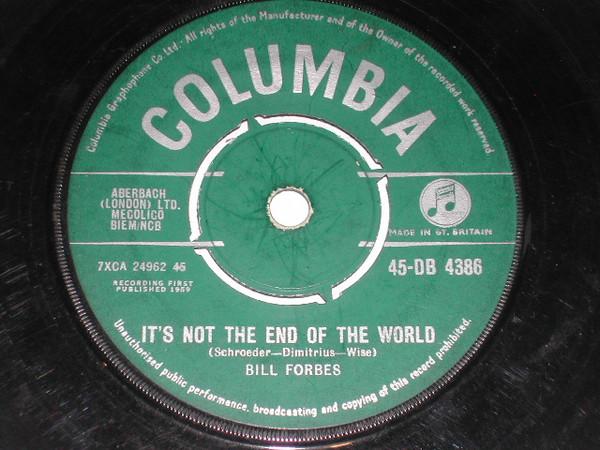 Columbia Graphophone Co. Ltd.- All rights of the Manufacturer and of the Owner of the recorded work reserved.
COLUMBIA
ABERBACH
(LONDON) LTD.
MECOLICO
BIEM/NCB
MADE IN GT. BRITAIN
7XCA 24962
45-DB 4386
RECORDING FIRST
PUBLISHED 1959
IT'S NOT THE END OF THE WORLD
(Schroeder—Dimitrius—Wise)
BILL FORBES
Unauthorised public performance, broadcasting and copying of this record prohibited.